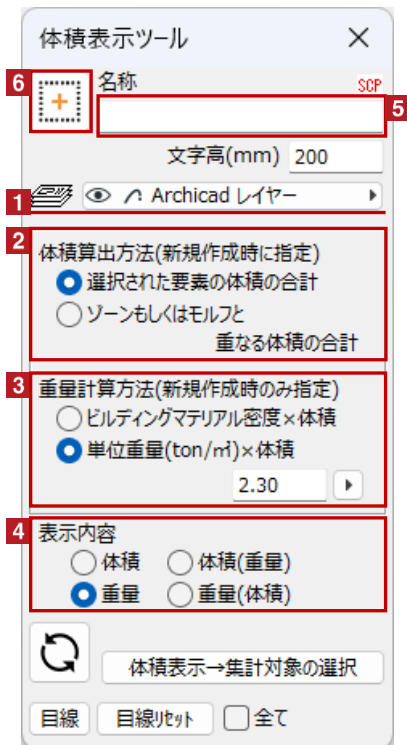 体積表示ツール
6
名称
SCP
5
文字高(mm) 200
1
Archicad レイヤー
2
体積算出方法(新規作成時に指定)
選択された要素の体積の合計
ゾーンもしくはモルフと
重なる体積の合計
3
重量計算方法(新規作成時のみ指定)
ビルディングマテリアル密度×体積
単位重量(ton/㎥)×体積
2.30
4
表示内容
体積 体積(重量)
重量 重量(体積)
体積表示→集計対象の選択
目線 目線リセット 全て